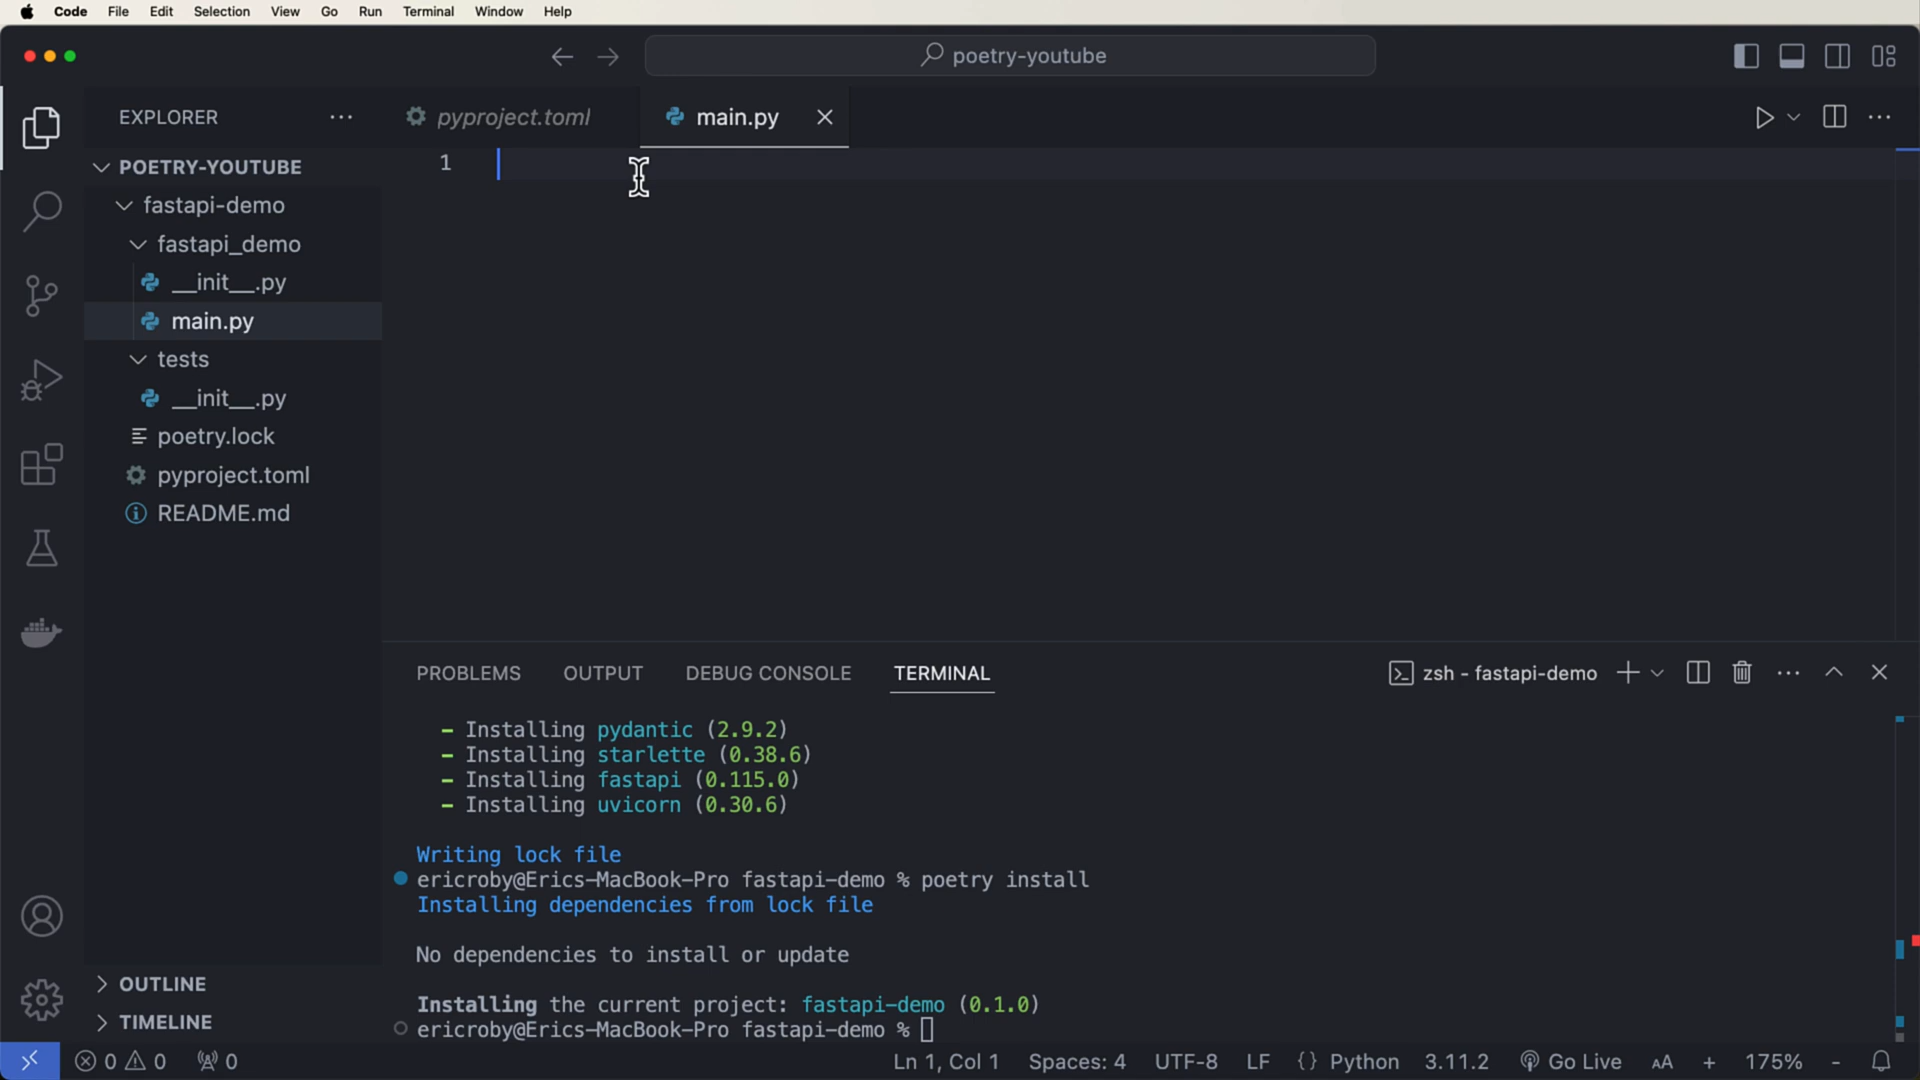 Code File Edit Selection View Go Run Terminal Window Help
poetry-youtube
EXPLORER
pyproject.toml
main.py
POETRY-YOUTUBE
fastapi-demo
fastapi_demo
__init__.py
main.py
tests
__init__.py
poetry.lock
pyproject.toml
README.md
OUTLINE
TIMELINE
1
PROBLEMS OUTPUT DEBUG CONSOLE TERMINAL
zsh - fastapi-demo
- Installing pydantic (2.9.2)
- Installing starlette (0.38.6)
- Installing fastapi (0.115.0)
- Installing uvicorn (0.30.6)
Writing lock file
ericroby@Erics-MacBook-Pro fastapi-demo % poetry install
Installing dependencies from lock file
No dependencies to install or update
Installing the current project: fastapi-demo (0.1.0)
ericroby@Erics-MacBook-Pro fastapi-demo %
0 0 0 Ln 1, Col 1 Spaces: 4 UTF-8 LF {} Python 3.11.2 Go Live AA + 175% -